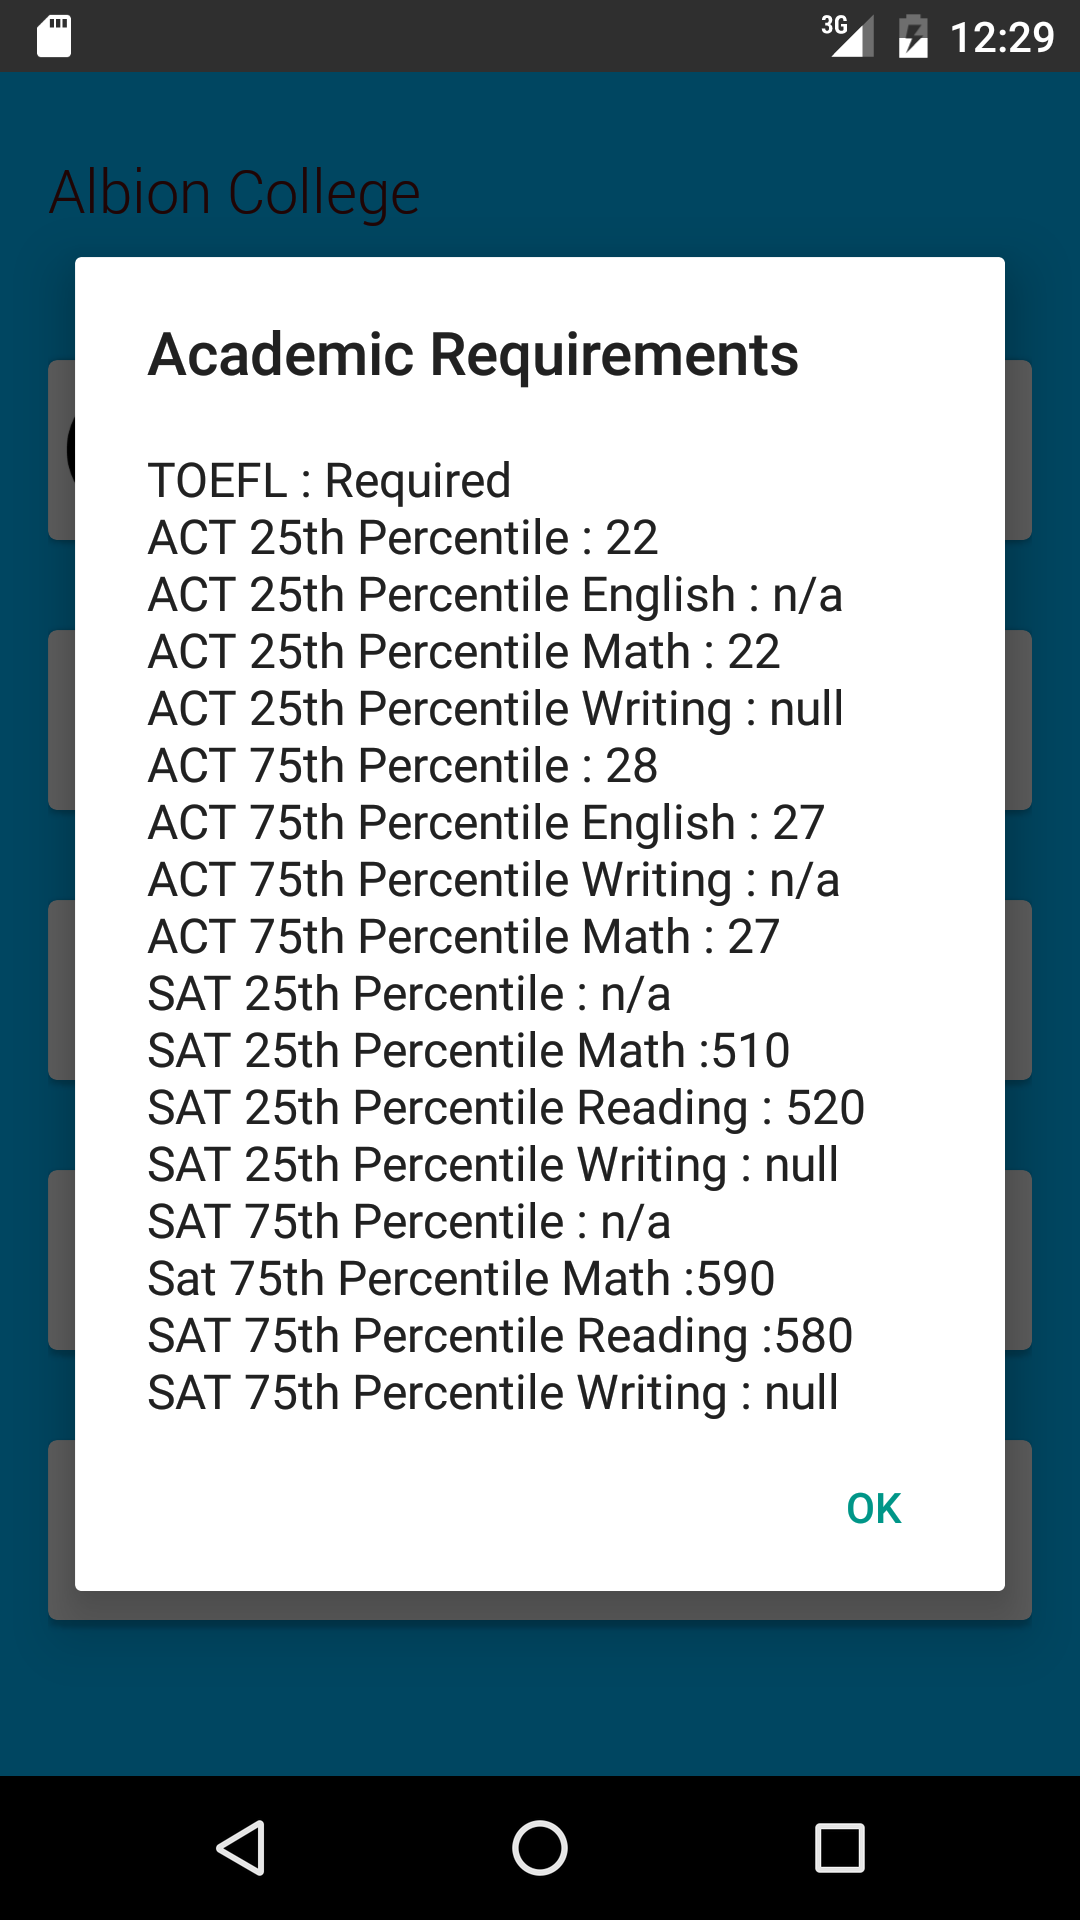 3G 12:29
Albion College
Academic Requirements
TOEFL : Required
ACT 25th Percentile : 22
ACT 25th Percentile English : n/a
ACT 25th Percentile Math : 22
ACT 25th Percentile Writing : null
ACT 75th Percentile : 28
ACT 75th Percentile English : 27
ACT 75th Percentile Writing : n/a
ACT 75th Percentile Math : 27
SAT 25th Percentile : n/a
SAT 25th Percentile Math :510
SAT 25th Percentile Reading : 520
SAT 25th Percentile Writing : null
SAT 75th Percentile : n/a
Sat 75th Percentile Math :590
SAT 75th Percentile Reading :580
SAT 75th Percentile Writing : null
OK